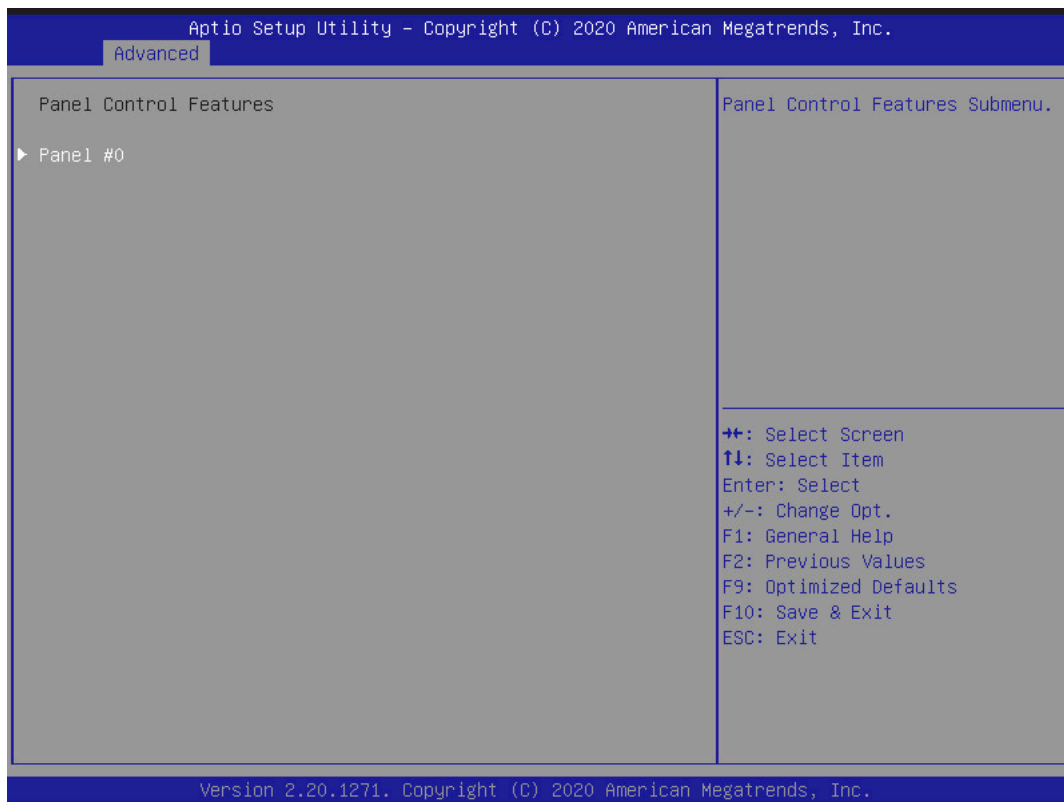 Aptio Setup Utility – Copyright (C) 2020 American Megatrends, Inc.
Advanced
Panel Control Features
▶ Panel #0
Panel Control Features Submenu.
→←: Select Screen
↑↓: Select Item
Enter: Select
+/-: Change Opt.
F1: General Help
F2: Previous Values
F9: Optimized Defaults
F10: Save & Exit
ESC: Exit
Version 2.20.1271. Copyright (C) 2020 American Megatrends, Inc.